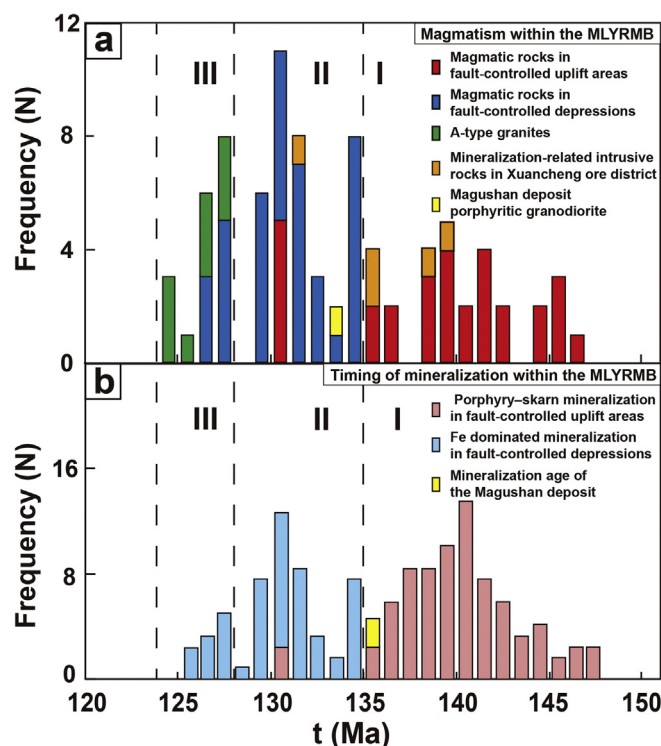 a
Magmatism within the MLYRMB
III
II
I
Magmatic rocks in
fault-controlled uplift areas
Magmatic rocks in
fault-controlled depressions
A-type granites
Mineralization-related intrusive
rocks in Xuancheng ore district
Magushan deposit
porphyritic granodiorite
Frequency (N)
12
8
4
0
b
Timing of mineralization within the MLYRMB
III
II
I
Porphyry–skarn mineralization
in fault-controlled uplift areas
Fe dominated mineralization
in fault-controlled depressions
Mineralization age of
the Magushan deposit
Frequency (N)
16
8
0
120 125 130 135 140 145 150
t (Ma)